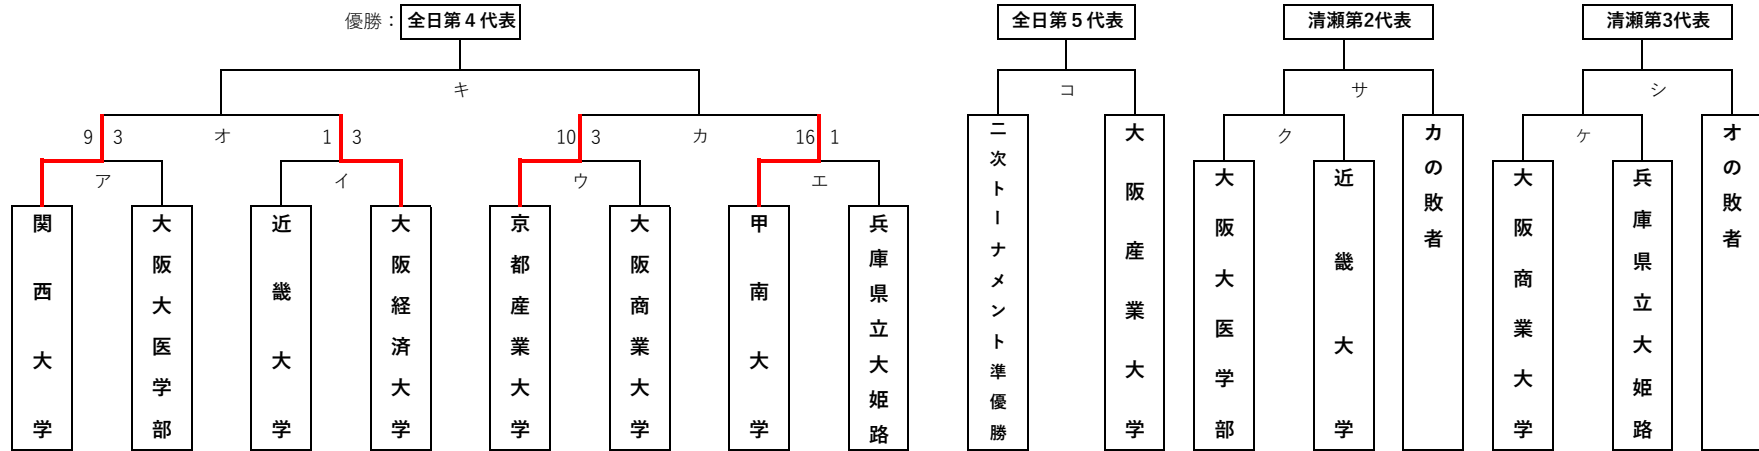 優勝： 全日第４代表
全日第５代表
清瀬第2代表
清瀬第3代表
キ
コ
サ
シ
9 3
オ
1 3
10 3
カ
16 1
ク
ケ
ア
イ
ウ
エ
関西大学
大阪大医学部
近畿大学
大阪経済大学
京都産業大学
大阪商業大学
甲南大学
兵庫県立大姫路
二次トーナメント準優勝
大阪産業大学
大阪大医学部
近畿大学
カの敗者
大阪商業大学
兵庫県立大姫路
オの敗者